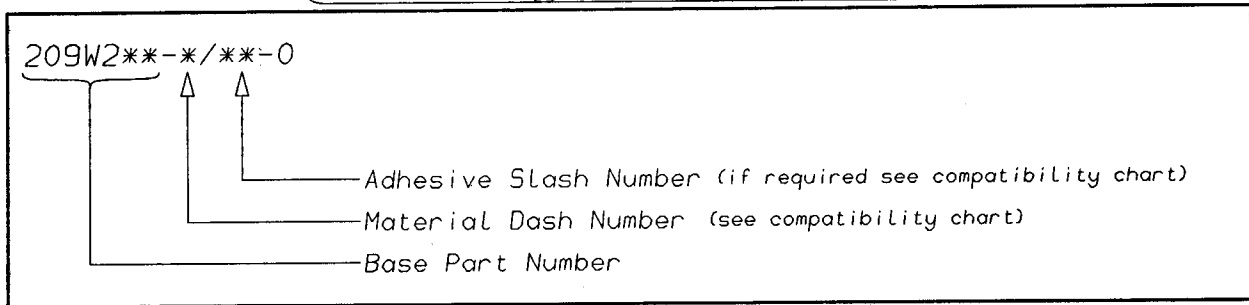 209W2**-*/**-0
Adhesive Slash Number (if required see compatibility chart)
Material Dash Number (see compatibility chart)
Base Part Number